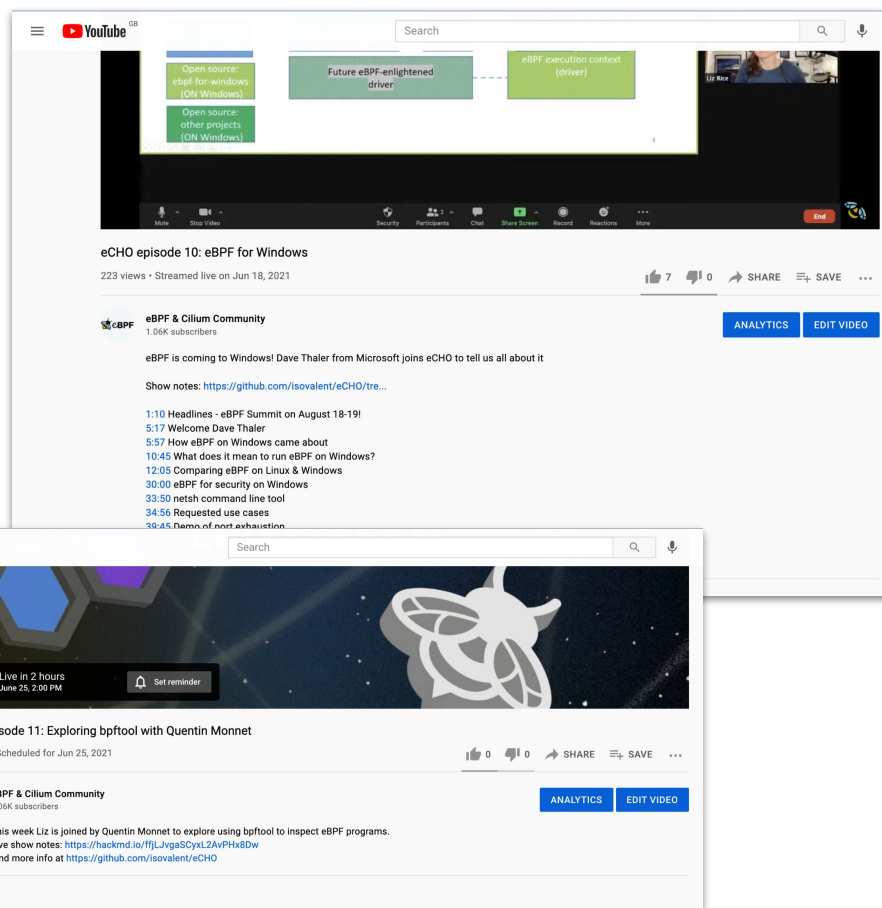 YouTube GB
Search
Open source:
ebpf-for-windows
(ON Windows)
Future eBPF-enlightened
driver
eBPF execution context
(driver)
Liz Rice
Open source:
other projects
(ON Windows)
4
Mute
Stop Video
Security
Participants
2
Chat
Share Screen
Record
Reactions
More
End
eCHO episode 10: eBPF for Windows
223 views • Streamed live on Jun 18, 2021
7
0
SHARE
SAVE
eBPF
eBPF & Cilium Community
1.06K subscribers
ANALYTICS
EDIT VIDEO
eBPF is coming to Windows! Dave Thaler from Microsoft joins eCHO to tell us all about it
Show notes: https://github.com/isovalent/eCHO/tre...
1:10 Headlines - eBPF Summit on August 18-19!
5:17 Welcome Dave Thaler
5:57 How eBPF on Windows came about
10:45 What does it mean to run eBPF on Windows?
12:05 Comparing eBPF on Linux & Windows
30:00 eBPF for security on Windows
33:50 netsh command line tool
34:56 Requested use cases
39:45 Demo of port exhaustion
Search
Live in 2 hours
June 25, 2:00 PM
Set reminder
sode 11: Exploring bpftool with Quentin Monnet
Scheduled for Jun 25, 2021
0
0
SHARE
SAVE
BPF & Cilium Community
06K subscribers
ANALYTICS
EDIT VIDEO
his week Liz is joined by Quentin Monnet to explore using bpftool to inspect eBPF programs.
ve show notes: https://hackmd.io/ffjLJvgaSCyxL2AvPHx8Dw
nd more info at https://github.com/isovalent/eCHO